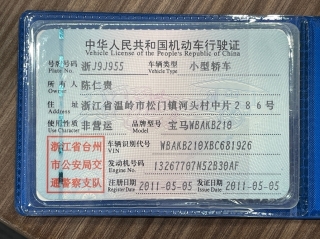 中华人民共和国机动车行驶证
Vehicle License of the People's Republic of China
号牌号码 浙J9J955 车辆类型 小型轿车
Plate No. Vehicle Type
所有人 陈仁贵
Owner
住址 浙江省温岭市松门镇河头村中片286号
Address
使用性质 非营运 品牌型号 宝马WBAKB210
Use Character Model
浙江省台州 车辆识别代号 WBAKB210XBC681926
VIN
市公安局交 发动机号码 13267707N52B30AF
Engine No.
通警察支队 注册日期 2011-05-05 发证日期 2011-05-05
Register Date Issue Date